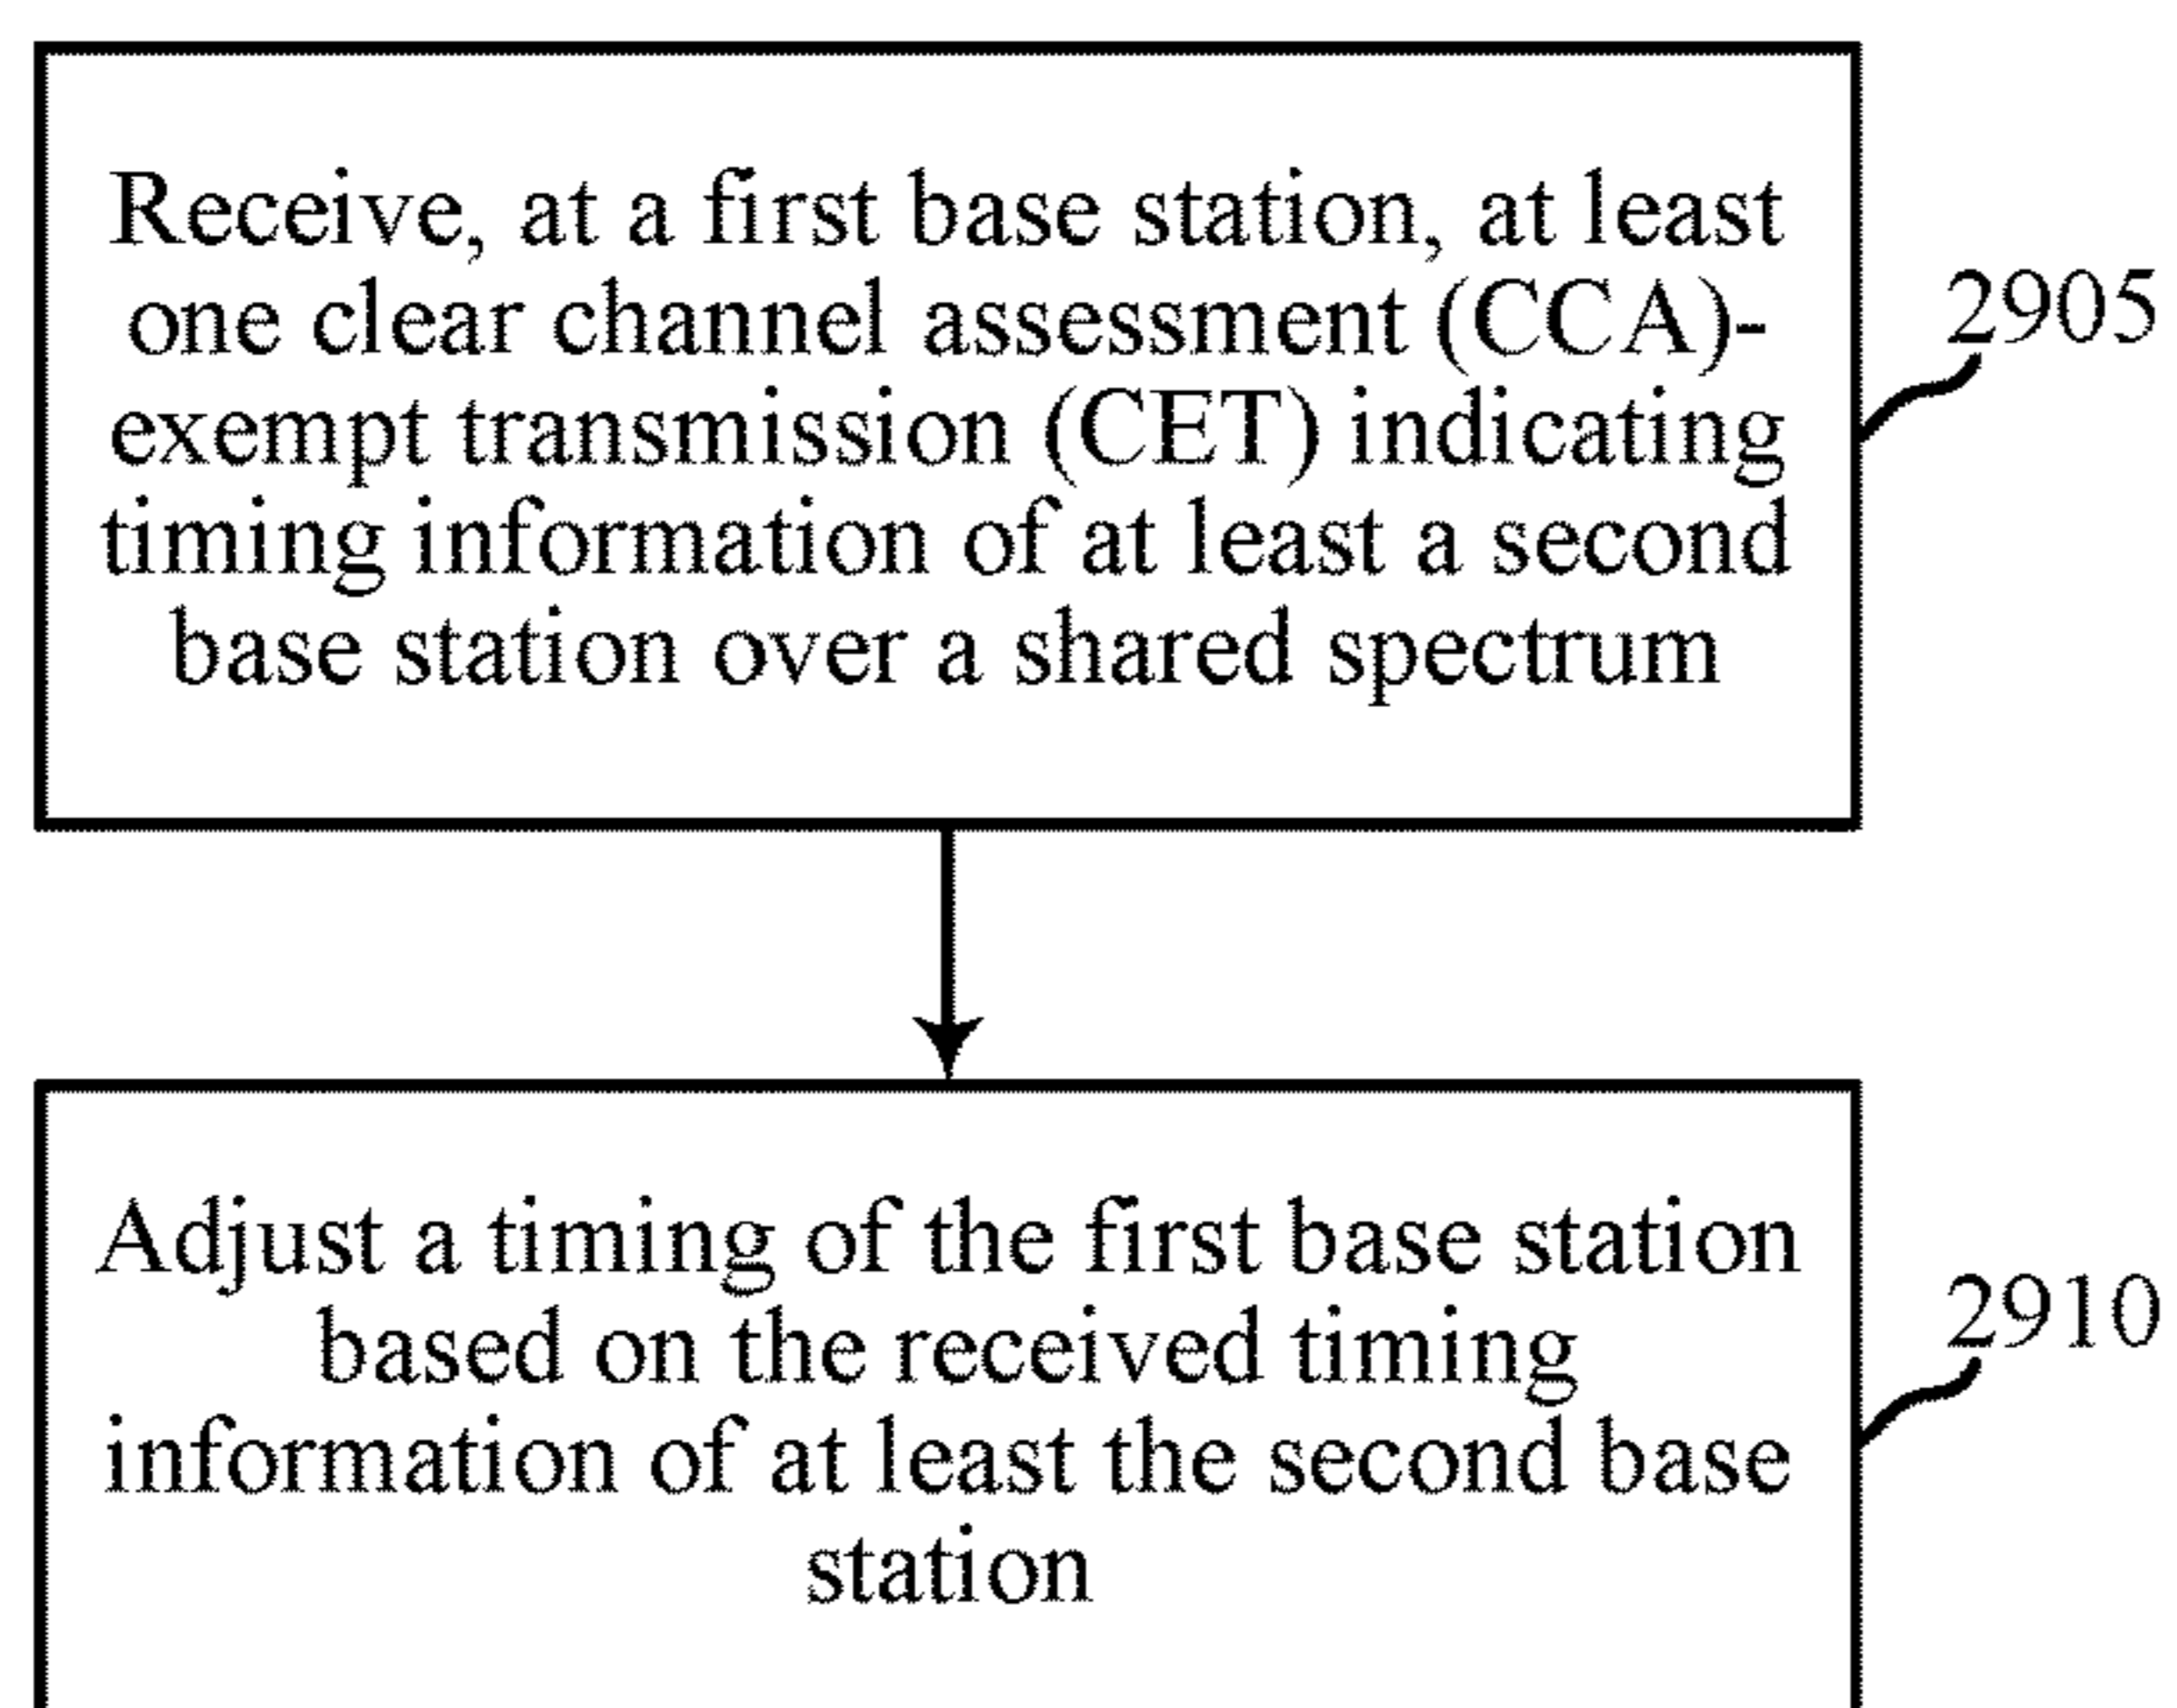 Receive, at a first base station, at least
one clear channel assessment (CCA)-
exempt transmission (CET) indicating
timing information of at least a second
base station over a shared spectrum
2905
Adjust a timing of the first base station
based on the received timing
information of at least the second base
station
2910